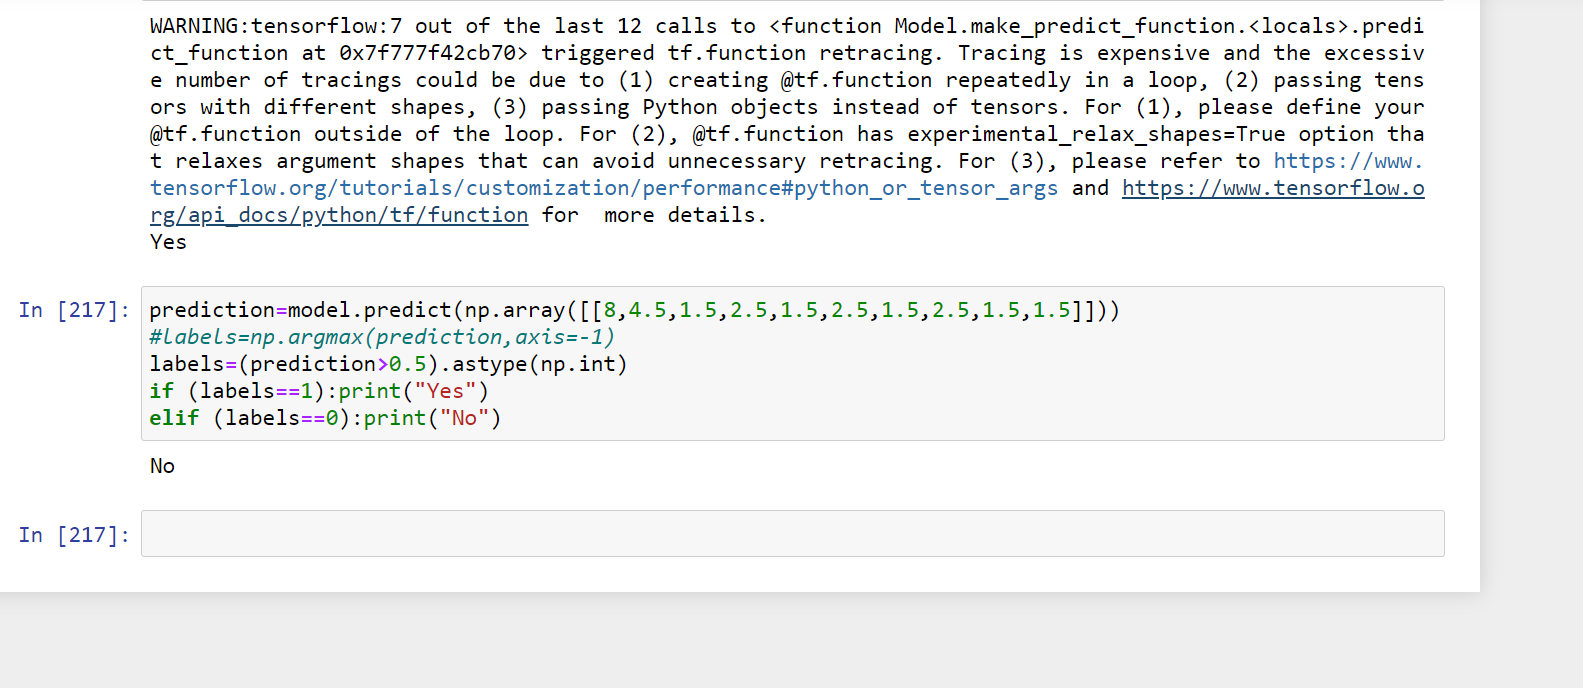 WARNING:tensorflow:7 out of the last 12 calls to <function Model.make_predict_function.<locals>.predi
ct_function at 0x7f777f42cb70> triggered tf.function retracing. Tracing is expensive and the excessiv
e number of tracings could be due to (1) creating @tf.function repeatedly in a loop, (2) passing tens
ors with different shapes, (3) passing Python objects instead of tensors. For (1), please define your
@tf.function outside of the loop. For (2), @tf.function has experimental_relax_shapes=True option tha
t relaxes argument shapes that can avoid unnecessary retracing. For (3), please refer to https://www.
tensorflow.org/tutorials/customization/performance#python_or_tensor_args and https://www.tensorflow.o
rg/api_docs/python/tf/function for  more details.
Yes
In [217]: prediction=model.predict(np.array([[8,4.5,1.5,2.5,1.5,2.5,1.5,2.5,1.5,1.5]]))
#labels=np.argmax(prediction,axis=-1)
labels=(prediction>0.5).astype(np.int)
if (labels==1):print("Yes")
elif (labels==0):print("No")
No
In [217]: